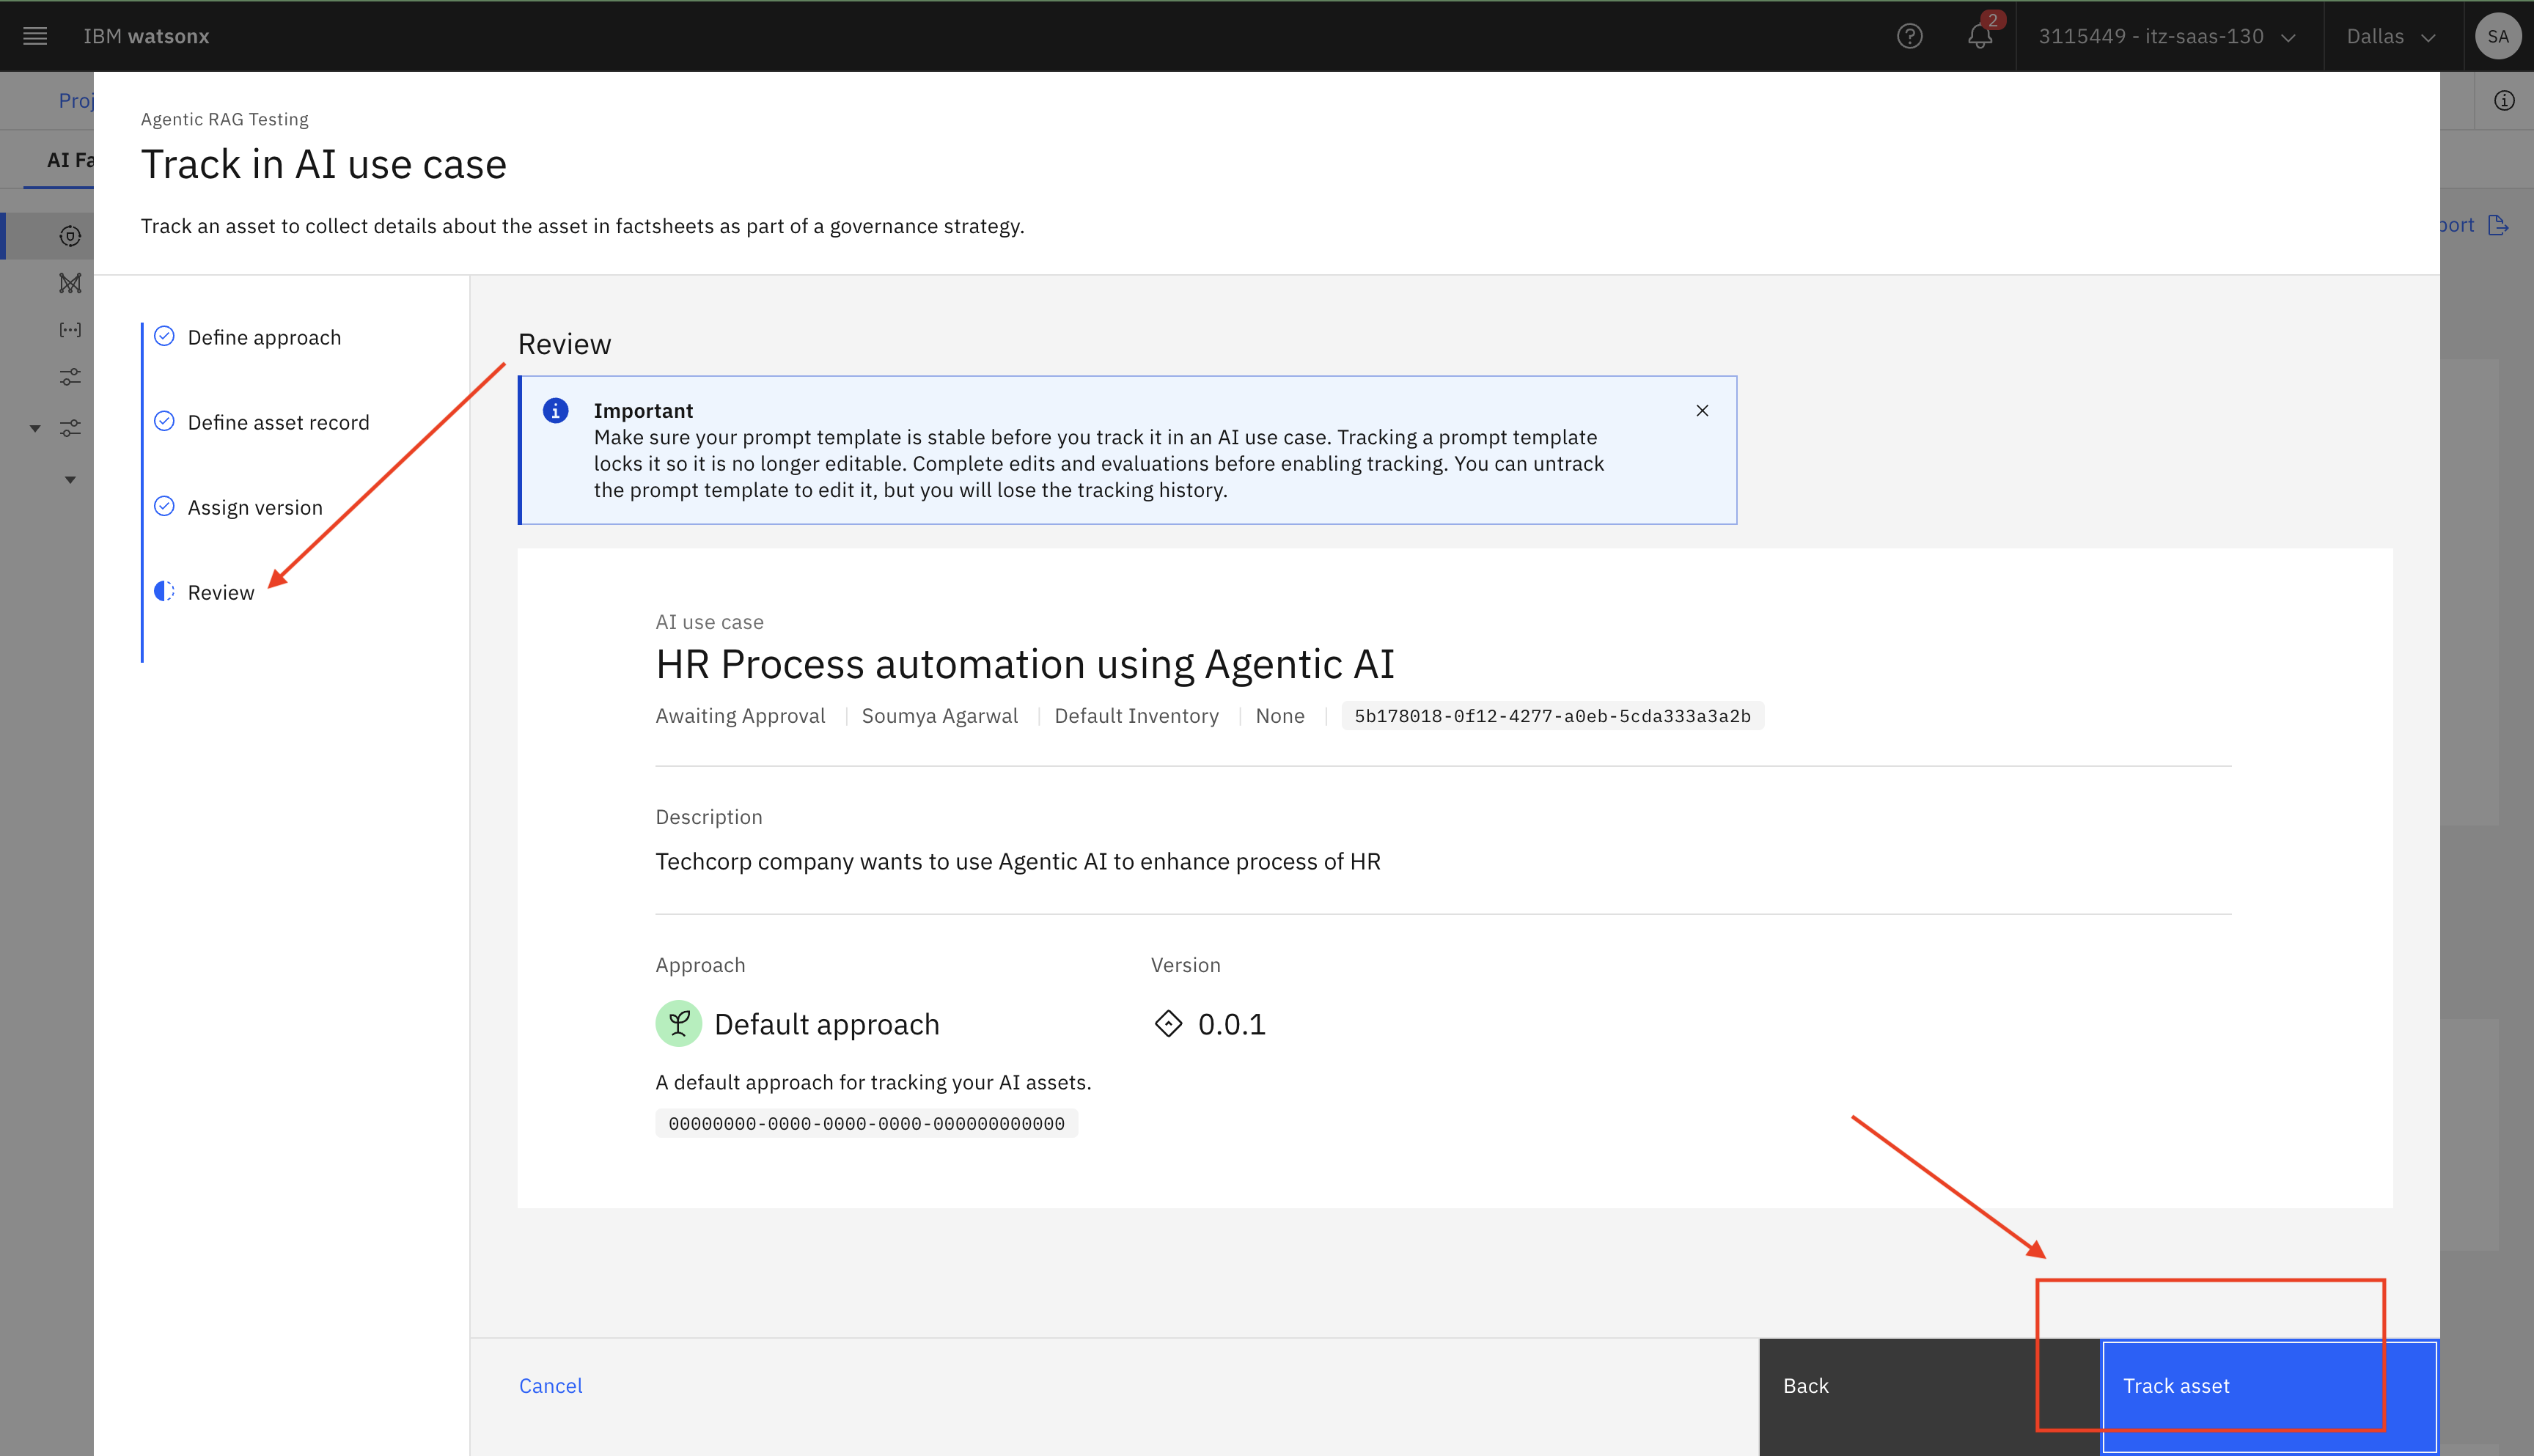 IBM watsonx
2
3115449 - itz-saas-130
Dallas
SA
Proj
Agentic RAG Testing
Track in AI use case
AI Fa
Track an asset to collect details about the asset in factsheets as part of a governance strategy.
port
Define approach
Define asset record
Assign version
Review
Review
Important
Make sure your prompt template is stable before you track it in an AI use case. Tracking a prompt template
locks it so it is no longer editable. Complete edits and evaluations before enabling tracking. You can untrack
the prompt template to edit it, but you will lose the tracking history.
AI use case
HR Process automation using Agentic AI
Awaiting Approval
Soumya Agarwal
Default Inventory
None
5b178018-0f12-4277-a0eb-5cda333a3a2b
Description
Techcorp company wants to use Agentic AI to enhance process of HR
Approach
Version
Default approach
0.0.1
A default approach for tracking your AI assets.
00000000-0000-0000-0000-000000000000
Cancel
Back
Track asset